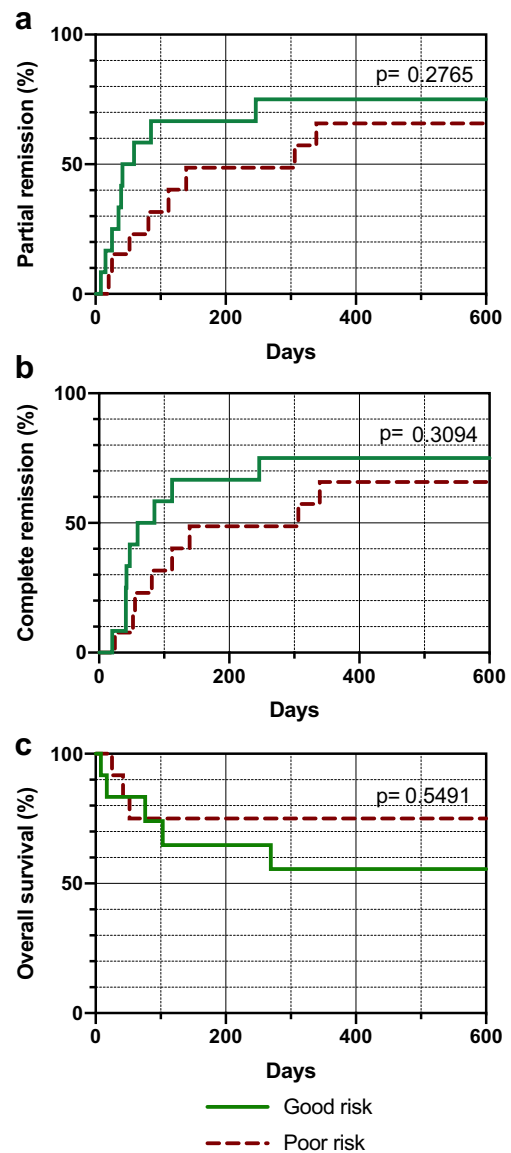 a
Partial remission (%)
100
50
0
p= 0.2765
0 200 400 600
Days
b
Complete remission (%)
100
50
0
p= 0.3094
0 200 400 600
Days
c
Overall survival (%)
100
50
0
p= 0.5491
0 200 400 600
Days
Good risk
Poor risk